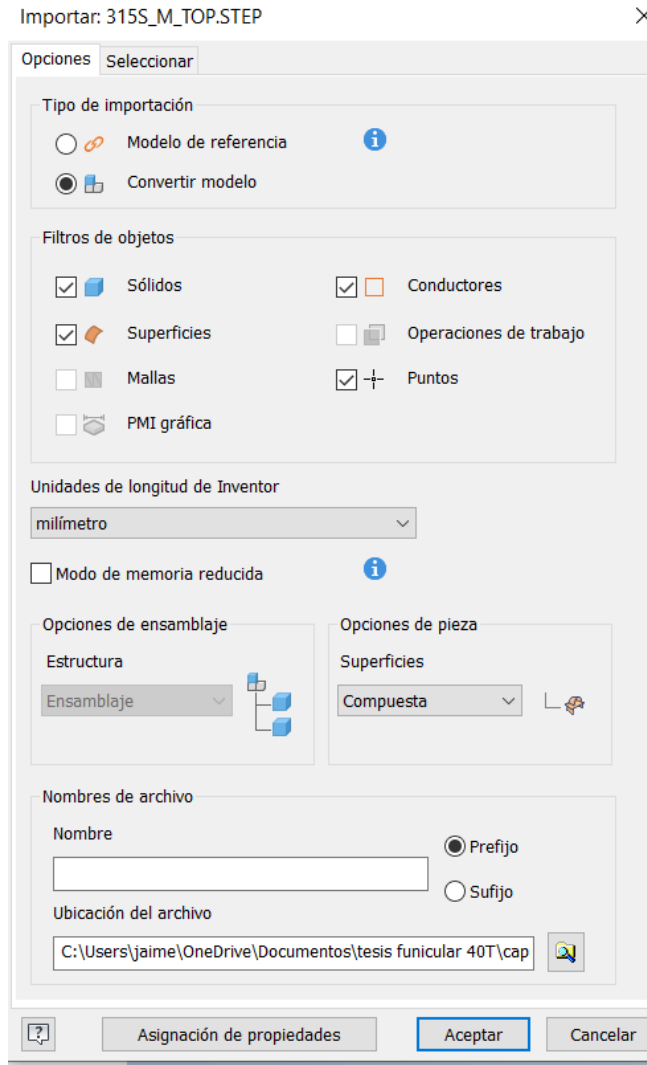 Importar: 315S_M_TOP.STEP
Opciones Seleccionar
Tipo de importación
Modelo de referencia
Convertir modelo
Filtros de objetos
Sólidos Conductores
Superficies Operaciones de trabajo
Mallas Puntos
PMI gráfica
Unidades de longitud de Inventor
milímetro
Modo de memoria reducida
Opciones de ensamblaje Opciones de pieza
Estructura Superficies
Ensamblaje Compuesta
Nombres de archivo
Nombre
Prefijo
Sufijo
Ubicación del archivo
C:\Users\jaime\OneDrive\Documentos\tesis funicular 40T\cap
Asignación de propiedades Aceptar Cancelar